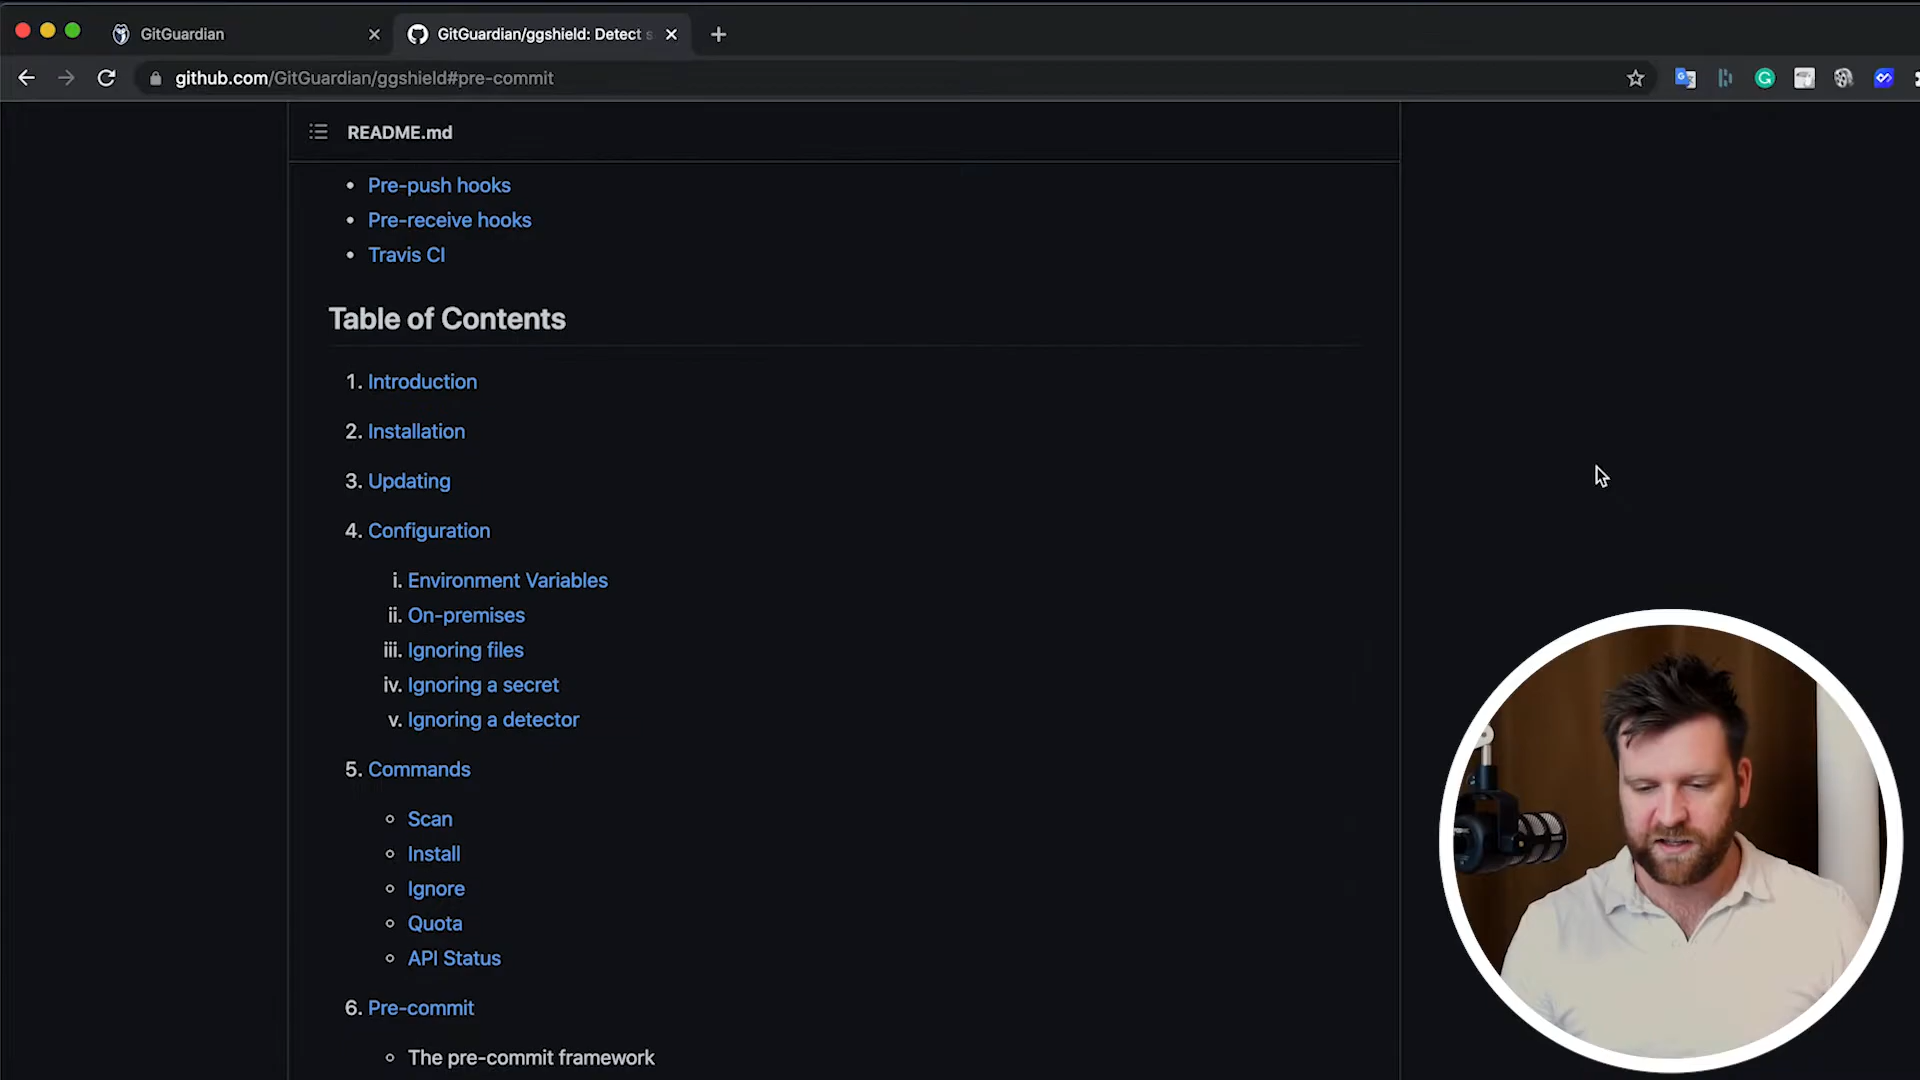 GitGuardian
GitGuardian/ggshield: Detect s
github.com/GitGuardian/ggshield#pre-commit
README.md
• Pre-push hooks
• Pre-receive hooks
• Travis CI
Table of Contents
1. Introduction
2. Installation
3. Updating
4. Configuration
i. Environment Variables
ii. On-premises
iii. Ignoring files
iv. Ignoring a secret
v. Ignoring a detector
5. Commands
Scan
Install
Ignore
Quota
API Status
6. Pre-commit
The pre-commit framework